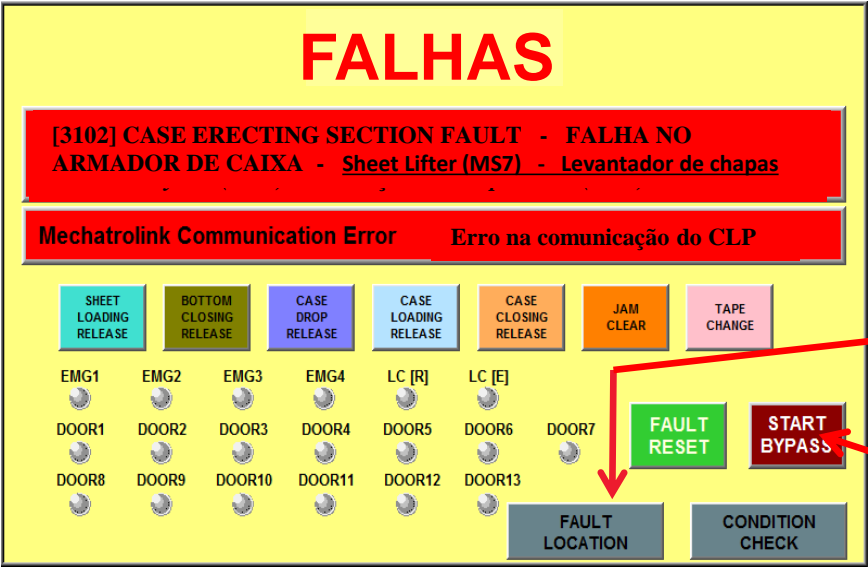 FALHAS
[3102] CASE ERECTING SECTION FAULT - FALHA NO
ARMADOR DE CAIXA - Sheet Lifter (MS7) - Levantador de chapas
Mechatrolink Communication Error Erro na comunicação do CLP
SHEET LOADING RELEASE
BOTTOM CLOSING RELEASE
CASE DROP RELEASE
CASE LOADING RELEASE
CASE CLOSING RELEASE
JAM CLEAR
TAPE CHANGE
EMG1 EMG2 EMG3 EMG4 LC [R] LC [E]
DOOR1 DOOR2 DOOR3 DOOR4 DOOR5 DOOR6 DOOR7
FAULT RESET
START BYPASS
DOOR8 DOOR9 DOOR10 DOOR11 DOOR12 DOOR13
FAULT LOCATION
CONDITION CHECK